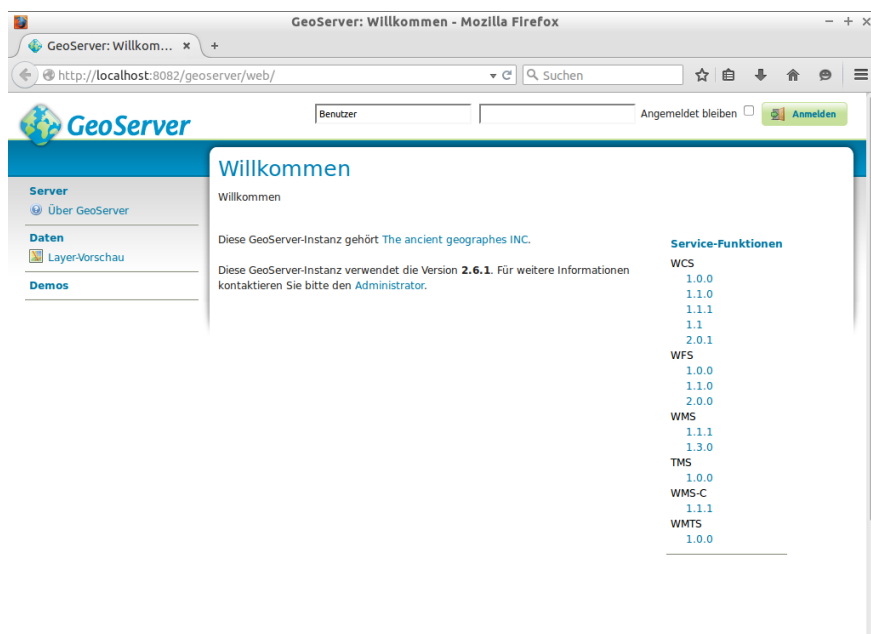 GeoServer: Willkommen - Mozilla Firefox
GeoServer: Willkom...
http://localhost:8082/geoserver/web/
Suchen
GeoServer
Benutzer
Angemeldet bleiben
Anmelden
Willkommen
Server
Über GeoServer
Daten
Layer-Vorschau
Demos
Willkommen
Diese GeoServer-Instanz gehört The ancient geographes INC.
Diese GeoServer-Instanz verwendet die Version 2.6.1. Für weitere Informationen
kontaktieren Sie bitte den Administrator.
Service-Funktionen
WCS
1.0.0
1.1.0
1.1.1
1.1
2.0.1
WFS
1.0.0
1.1.0
2.0.0
WMS
1.1.1
1.3.0
TMS
1.0.0
WMS-C
1.1.1
WMTS
1.0.0